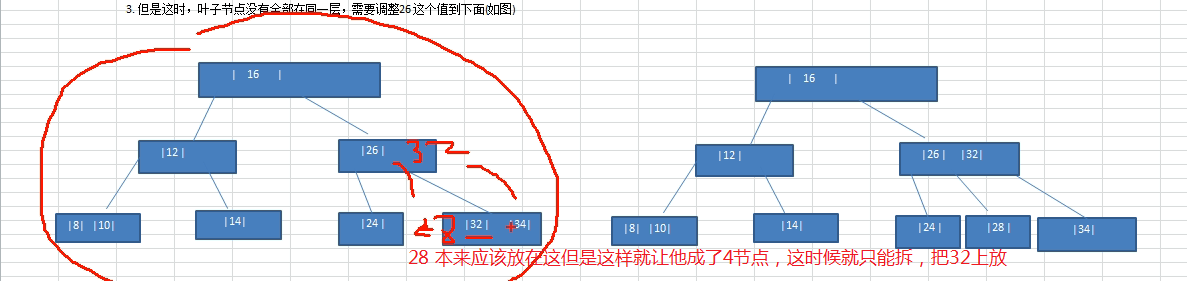 3. 但是这时，叶子节点没有全部在同一层，需要调整26 这个值到下面(如图)
| 16 | | 16 |
|12 | |26 | 32 |12 | |26 | |32|
|8| |10| |14| |24| 28 |32 | |34| |8| |10| |14| |24 | |28 | |34|
28 本来应该放在这但是这样就让他成了4节点，这时候就只能拆，把32上放